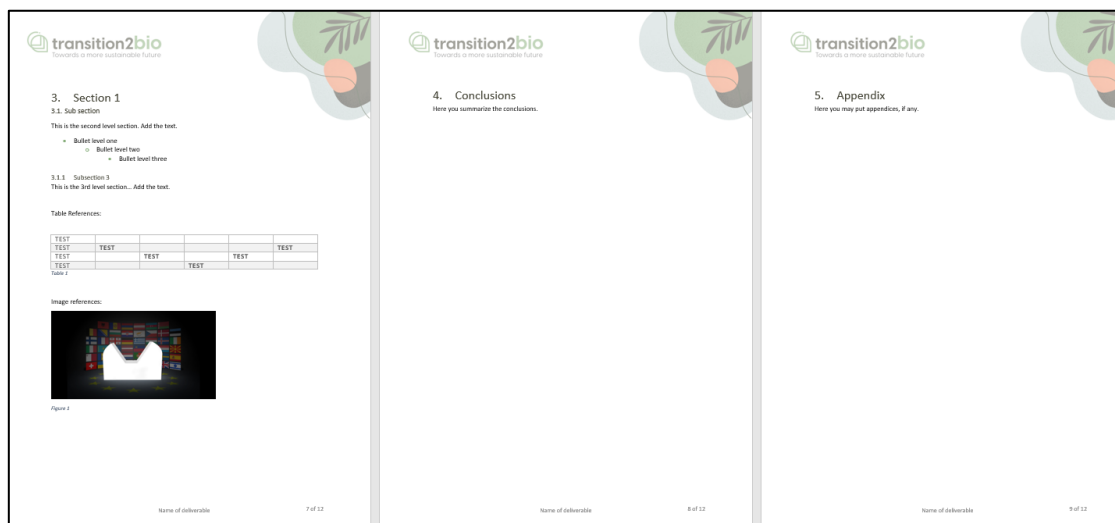 transition2bio
Towards a more sustainable future
3. Section 1
3.1. Sub section
This is the second level section. Add the text.
Bullet level one
Bullet level two
Bullet level three
3.1.1 Subsection 3
This is the 3rd level section... Add the text.
Table References:
TEST
TEST TEST TEST
TEST TEST TEST
TEST TEST
Table 1
Image references:
Figure 1
Name of deliverable 7 of 12
transition2bio
Towards a more sustainable future
4. Conclusions
Here you summarize the conclusions.
Name of deliverable 8 of 12
transition2bio
Towards a more sustainable future
5. Appendix
Here you may put appendices, if any.
Name of deliverable 9 of 12